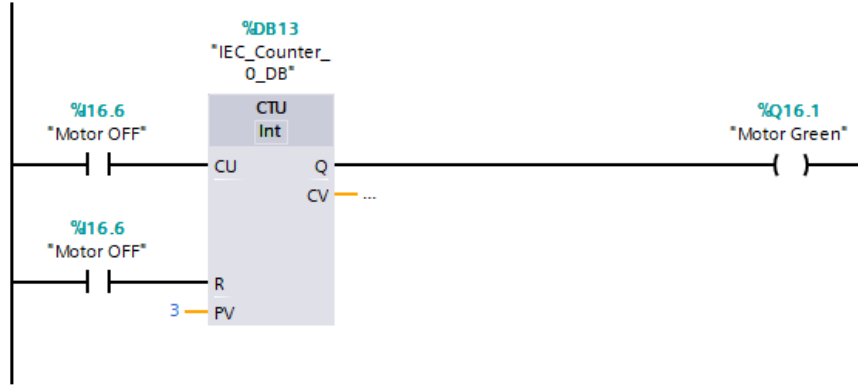 %DB13
"IEC_Counter_
0_DB"
%I16.6
"Motor OFF"
CTU
Int
%Q16.1
"Motor Green"
CU
Q
CV
...
%I16.6
"Motor OFF"
R
3
PV